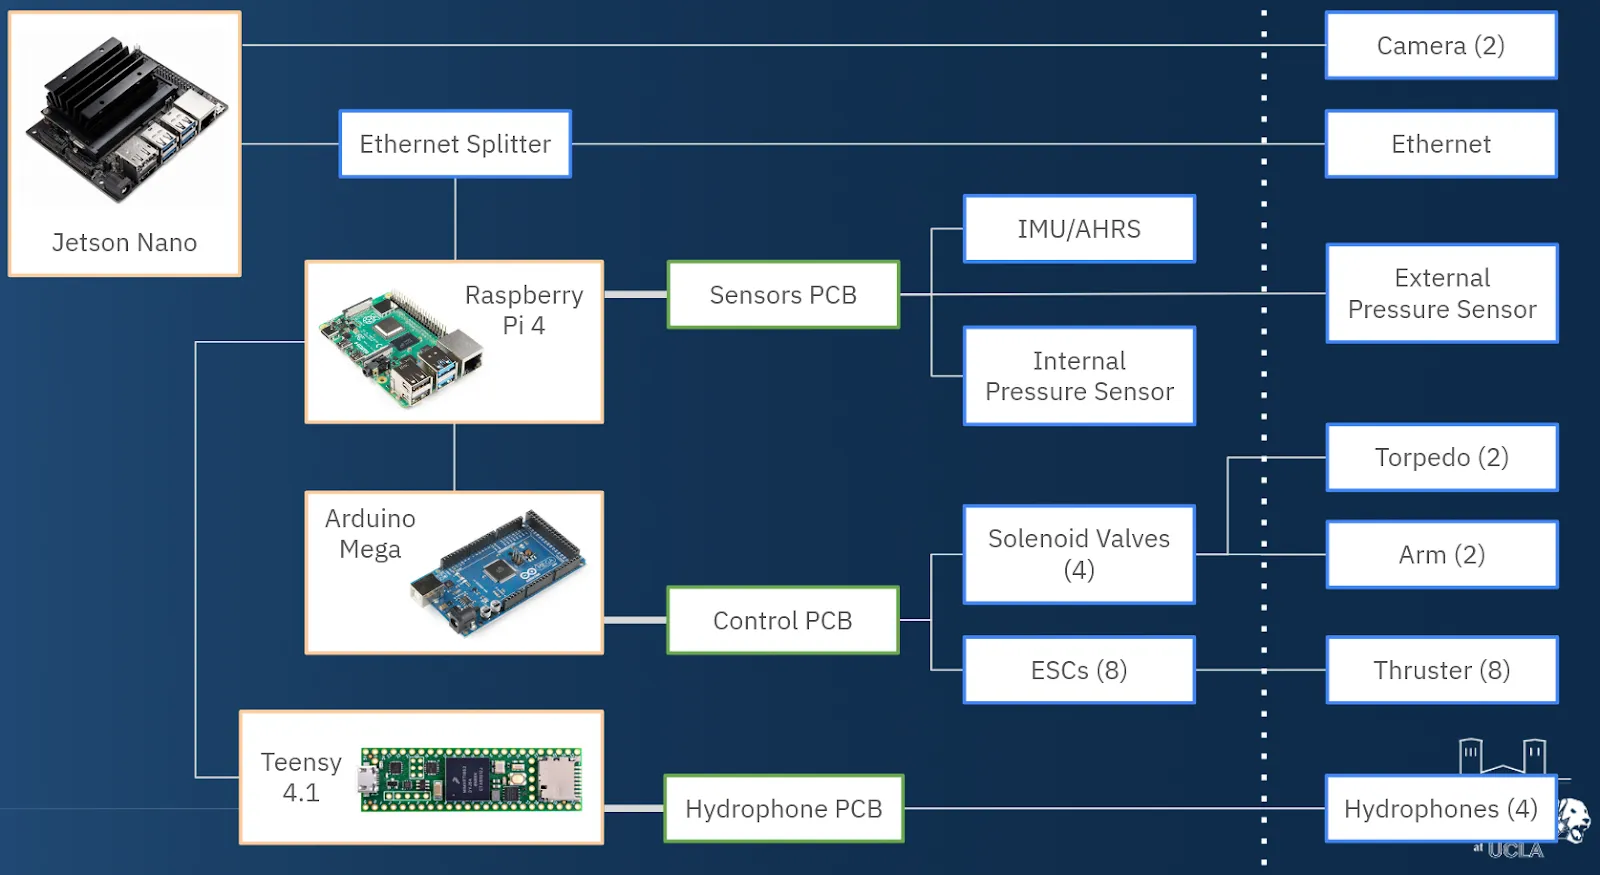 Camera (2)
Ethernet Splitter
Ethernet
Jetson Nano
IMU/AHRS
Raspberry
Pi 4
Sensors PCB
External
Pressure Sensor
Internal
Pressure Sensor
Torpedo (2)
Arduino
Mega
Solenoid Valves
(4)
Arm (2)
Control PCB
ESCs (8)
Thruster (8)
Teensy
4.1
Hydrophone PCB
Hydrophones (4)
at UCLA